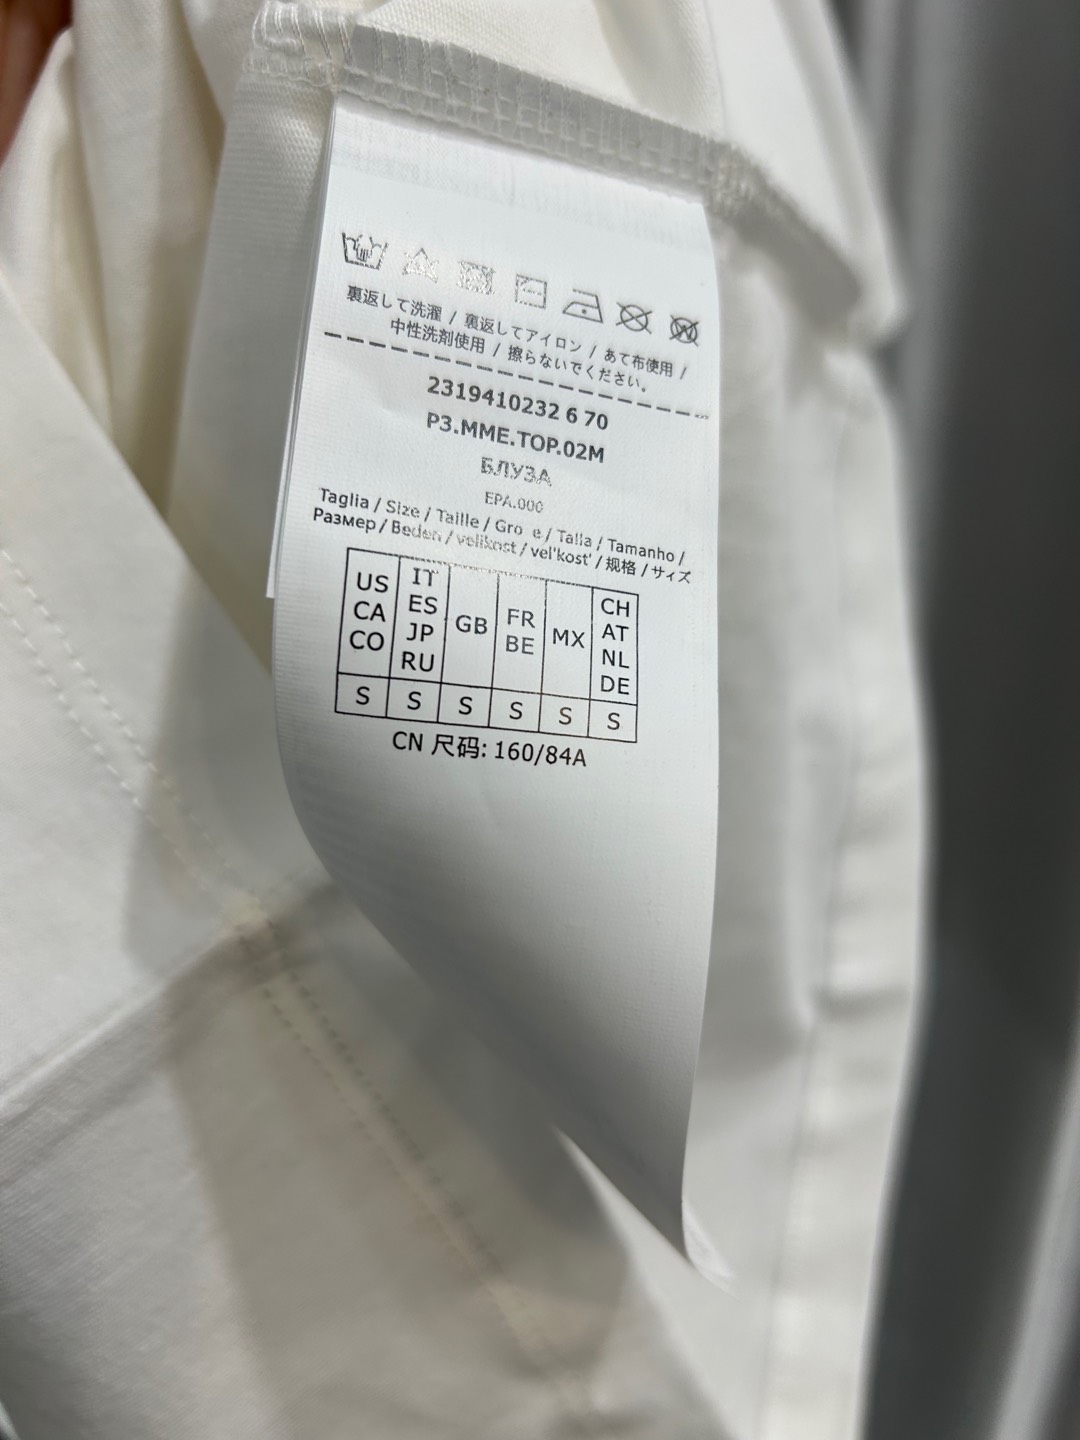 裏返して洗濯 / 裏返してアイロン / あて布使用 /
中性洗剤使用 / 擦らないでください。
2319410232 6 70
P3.MME.TOP.02M
БЛУЗА
EPA.000
Taglia / Size / Taille / Gro e / Talla / Tamanho /
Размер / Beden / velikost / vel'kost' / 规格 / サイズ
US CA CO
IT ES JP RU
GB
FR BE
MX
CH AT NL DE
S S S S S S
CN 尺码: 160/84A